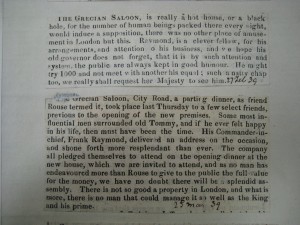 THE GRECIAN SALOON, is really a hot house, or a black
hole, for the number of human beings packed there every night,
would induce a supposition, there was no other place of amuse-
ment in London but this. Raymond, is a clever fellow, for his
arrangements, and attention to his business, and we hope his
old governor does not forget, that it is by such attention and
system, the public are always kept in good humour. He might
try 1000 and not meet with another his equal; such a jolly chap
too, we really shall request her Majesty to see him.
Grecian Saloon, City Road, a parting dinner, as friend
Rouse termed it, took place last Thursday to a few select friends,
previous to the opening of the new premises. Some most in-
fluential men surrounded old Tommy, and if he ever felt happy
in his life, then must have been the time. His Commander-in-
chief, Frank Raymond, delivered an address on the occasion,
and shone forth more resplendent than ever. The company
all pledged themselves to attend on the opening dinner at the
new house, which we are invited to attend, and as no man has
endeavoured more than Rouse to give to the public the full value
for the money, we have no doubt there will be a splendid as-
sembly. There is not so good a property in London, and what is
more, there is no man that could manage it as well as the King
and his prime.